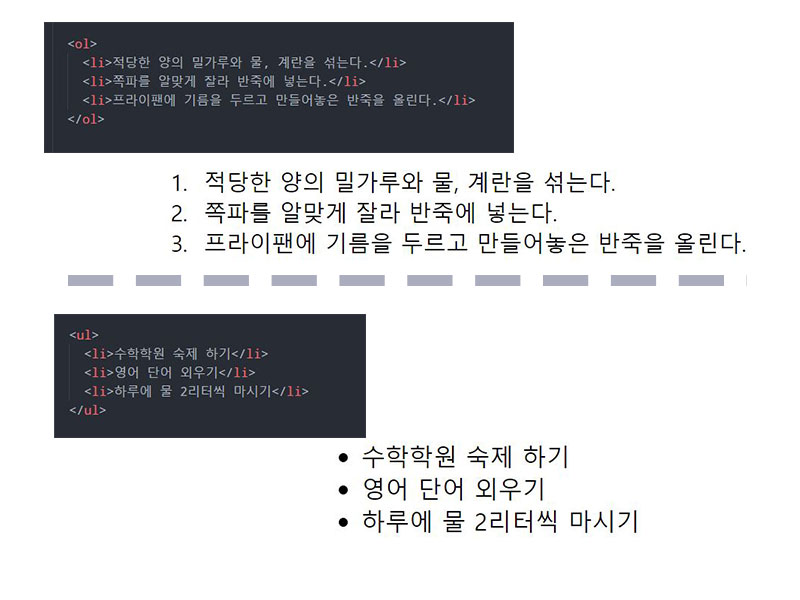 <ol>
<li>적당한 양의 밀가루와 물, 계란을 섞는다.</li>
<li>쪽파를 알맞게 잘라 반죽에 넣는다.</li>
<li>프라이팬에 기름을 두르고 만들어놓은 반죽을 올린다.</li>
</ol>
1. 적당한 양의 밀가루와 물, 계란을 섞는다.
2. 쪽파를 알맞게 잘라 반죽에 넣는다.
3. 프라이팬에 기름을 두르고 만들어놓은 반죽을 올린다.
<ul>
<li>수학학원 숙제 하기</li>
<li>영어 단어 외우기</li>
<li>하루에 물 2리터씩 마시기</li>
</ul>
• 수학학원 숙제 하기
• 영어 단어 외우기
• 하루에 물 2리터씩 마시기